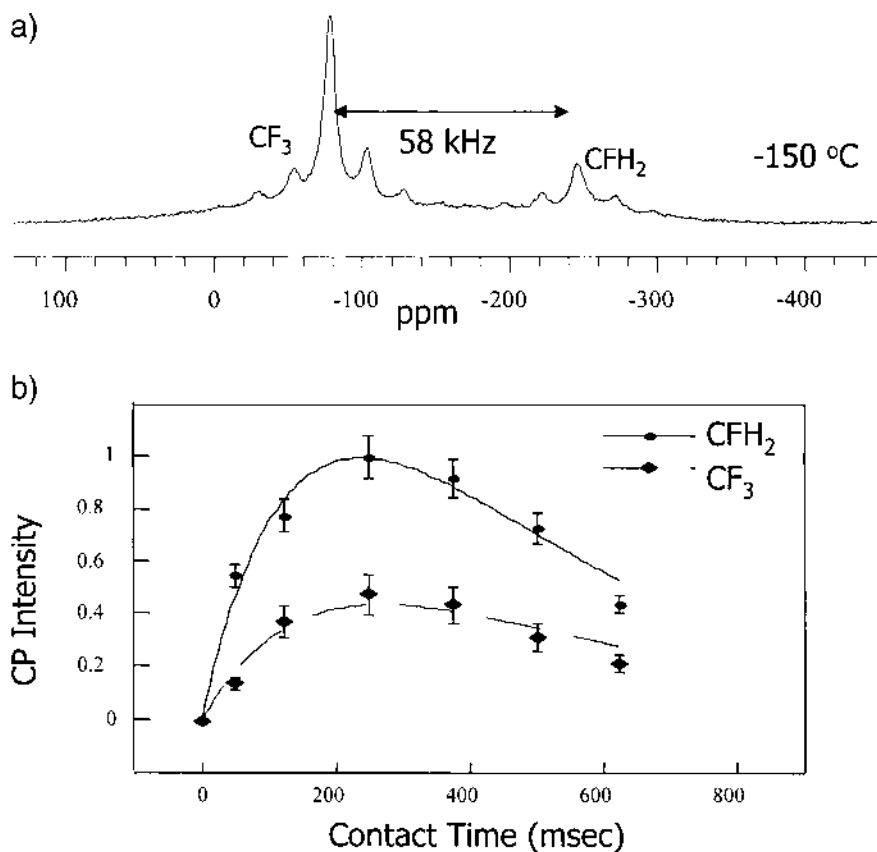 a)
CF₃
58 kHz
CFH₂
-150 °C
100 0 -100 -200 -300 -400
ppm
b)
CFH₂
CF₃
1
0.8
0.6
0.4
0.2
0
CP Intensity
0 200 400 600 800
Contact Time (msec)